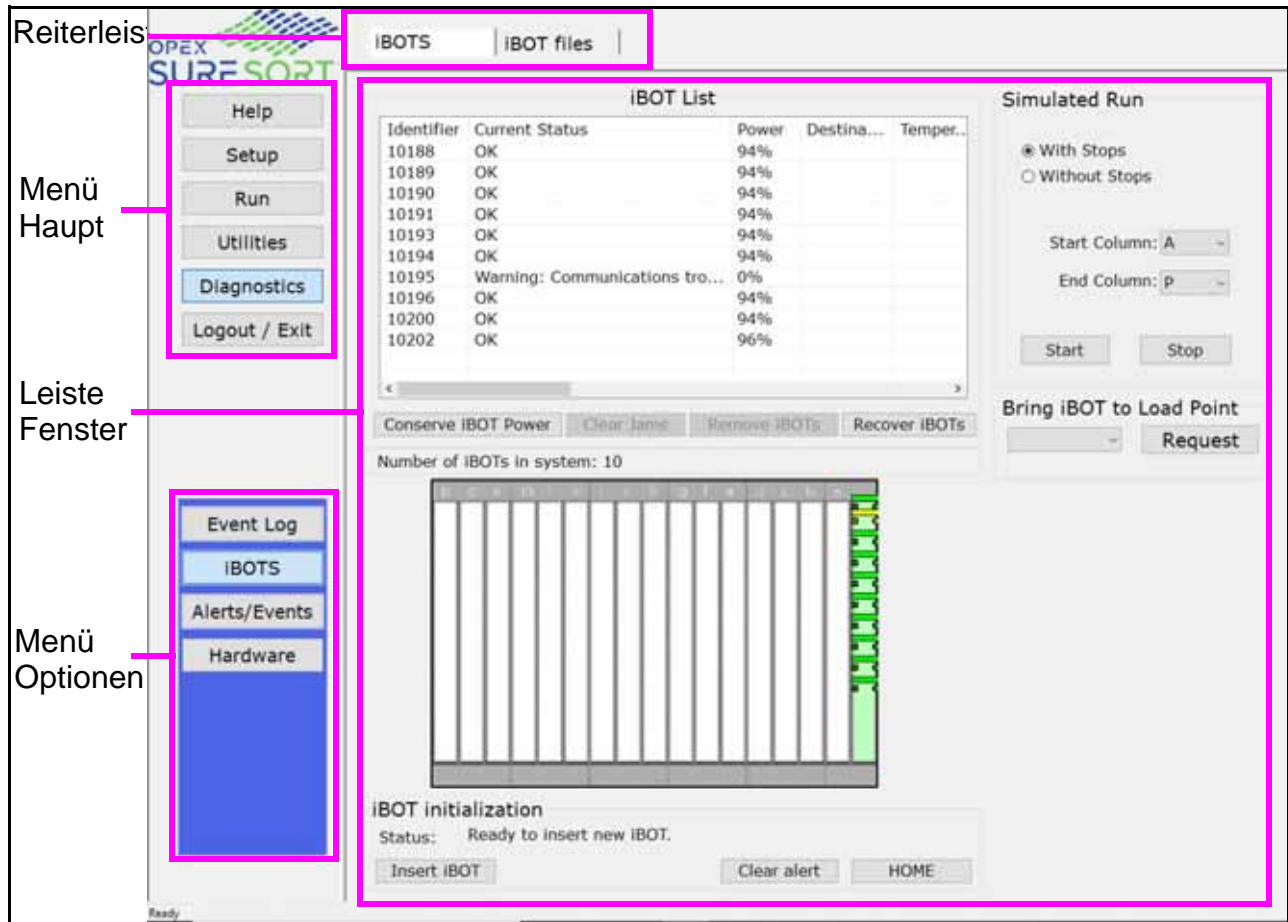 Reiterleis
OPEX
SURE SORT
iBOTS
iBOT files
Menü
Haupt
Help
Setup
Run
Utilities
Diagnostics
Logout / Exit
iBOT List
Identifier Current Status Power Destina... Temper..
10188 OK 94%
10189 OK 94%
10190 OK 94%
10191 OK 94%
10193 OK 94%
10194 OK 94%
10195 Warning: Communications tro... 0%
10196 OK 94%
10200 OK 94%
10202 OK 96%
Conserve iBOT Power Clear Jams Remove iBOTs Recover iBOTs
Number of iBOTs in system: 10
Simulated Run
With Stops
Without Stops
Start Column: A
End Column: P
Start Stop
Bring iBOT to Load Point
Request
Leiste
Fenster
Menü
Optionen
Event Log
iBOTS
Alerts/Events
Hardware
iBOT initialization
Status: Ready to insert new iBOT.
Insert iBOT Clear alert HOME
Ready